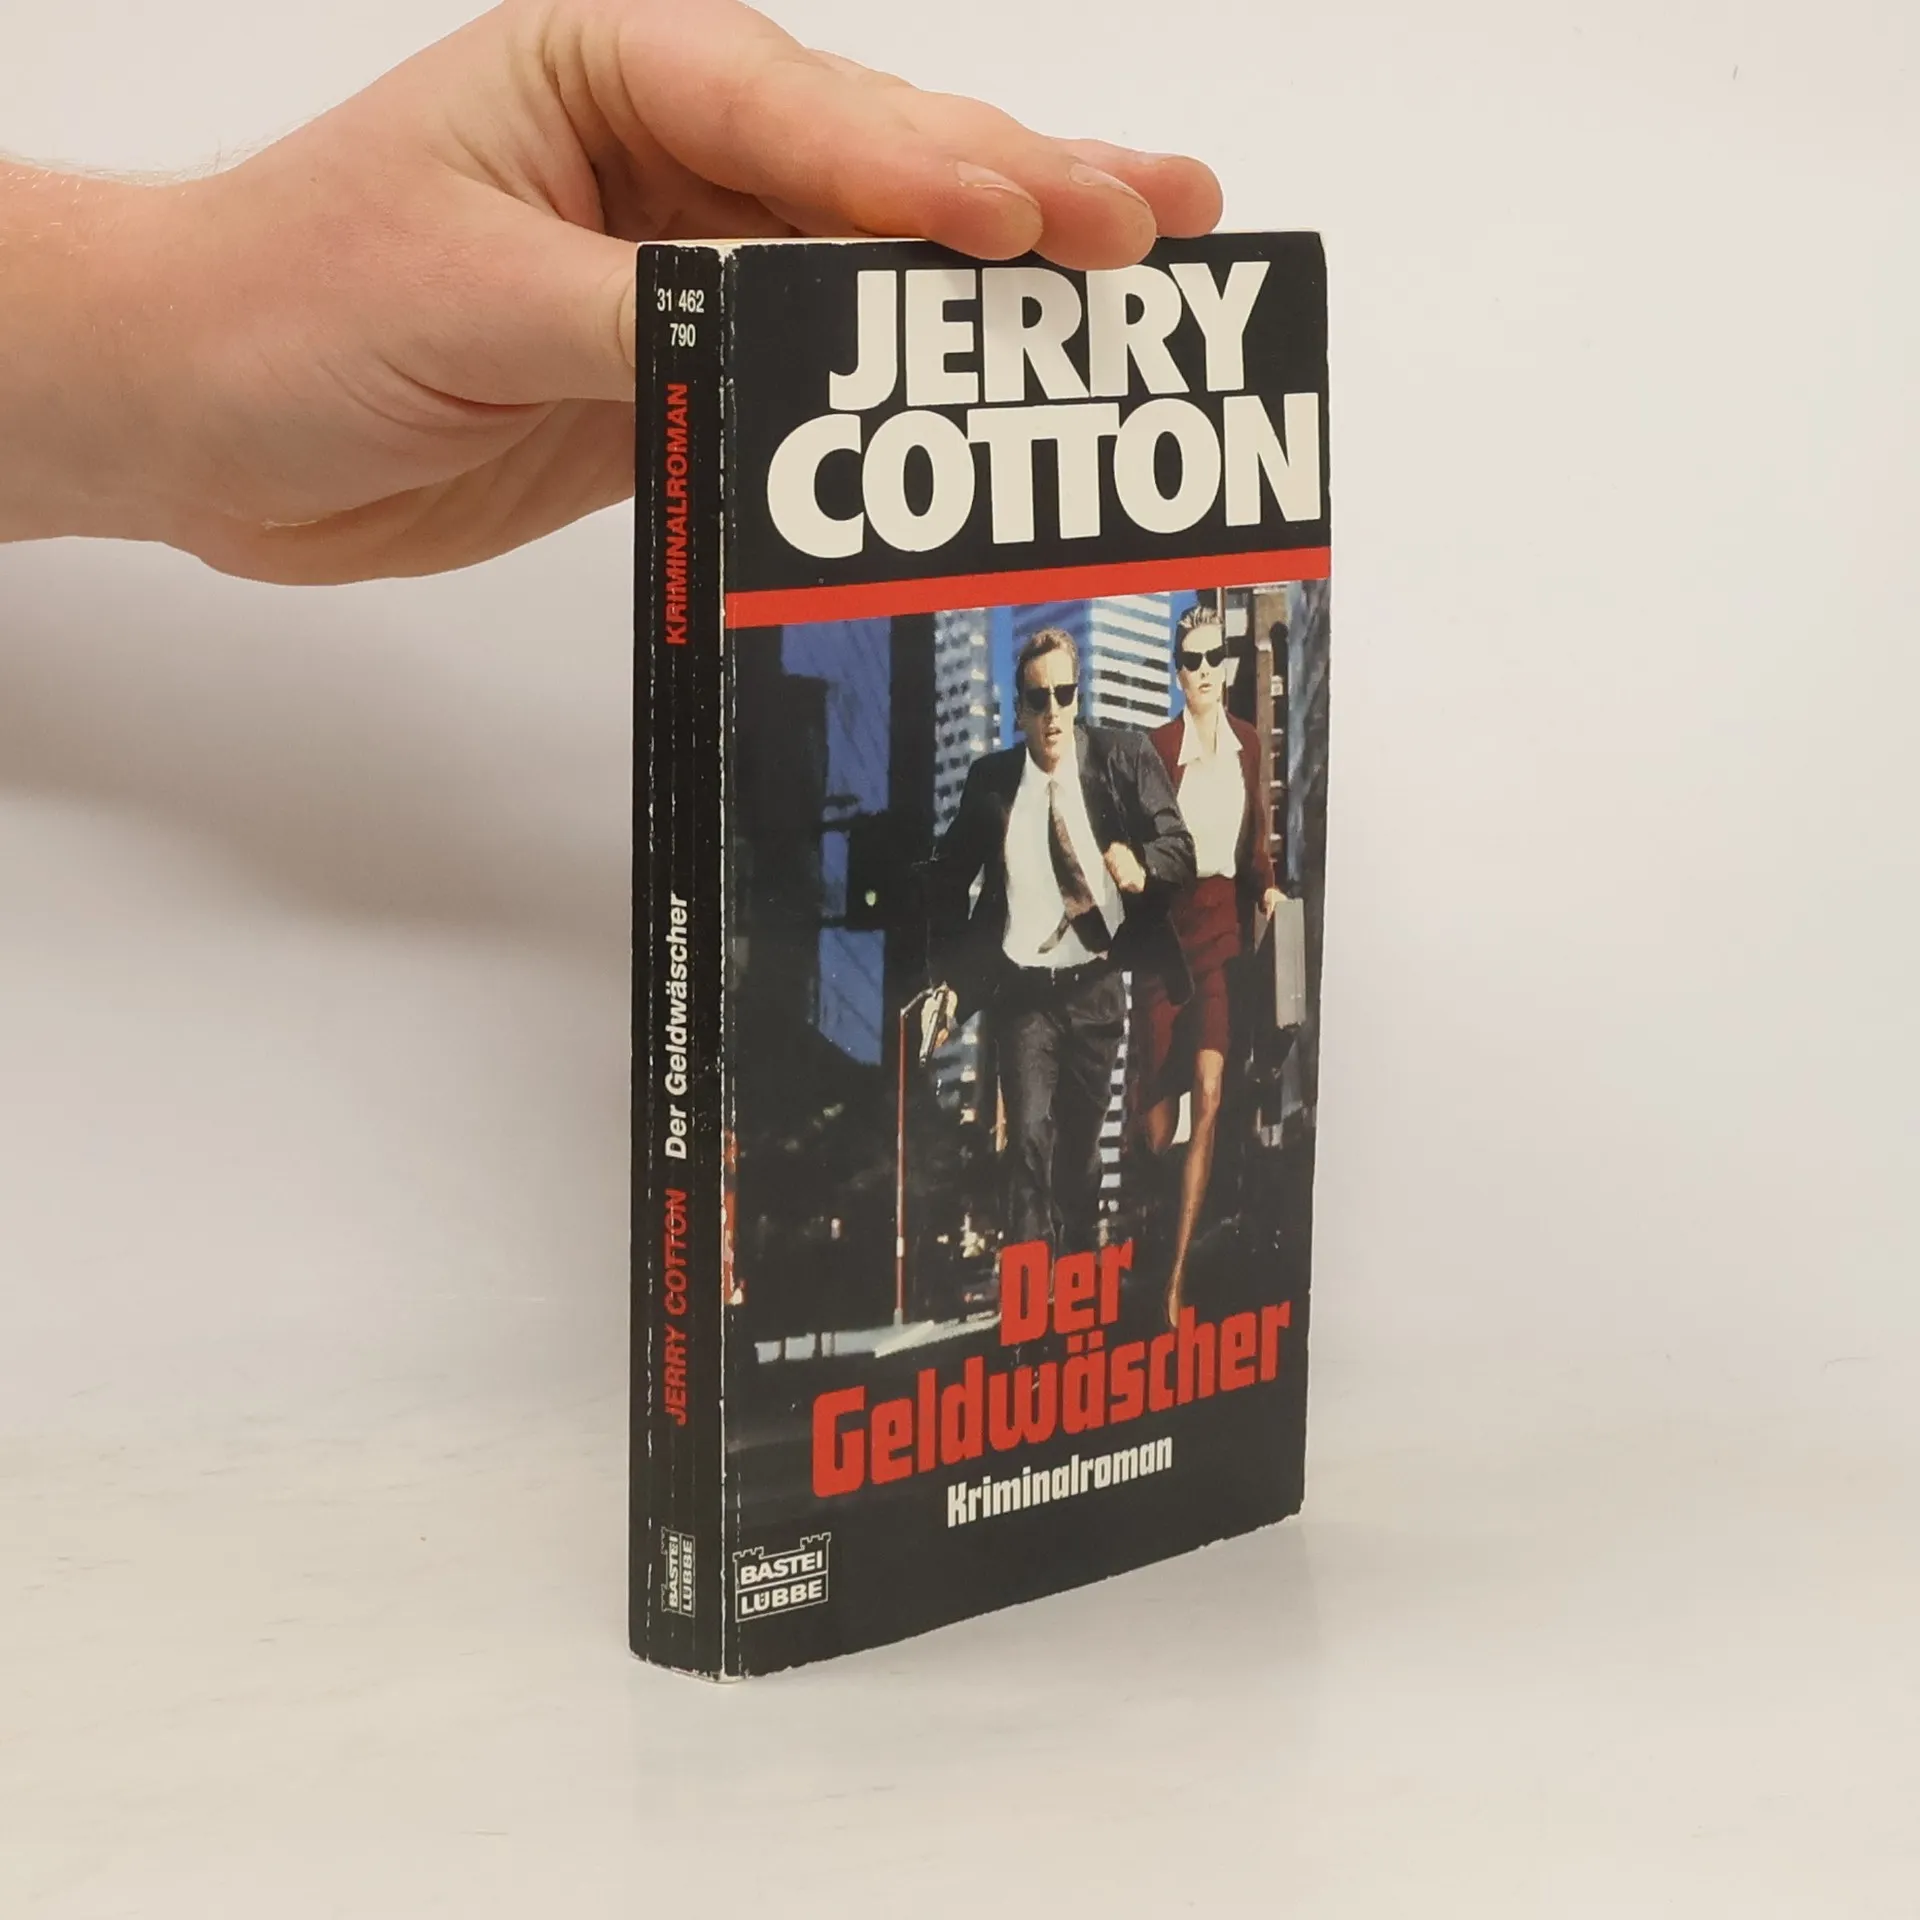 31 462
790
KRIMINALROMAN
Der Geldwäscher
JERRY COTTON
BASTEI
LÜBBE
JERRY
COTTON
Der
Geldwäscher
Kriminalroman
BASTEI
LÜBBE